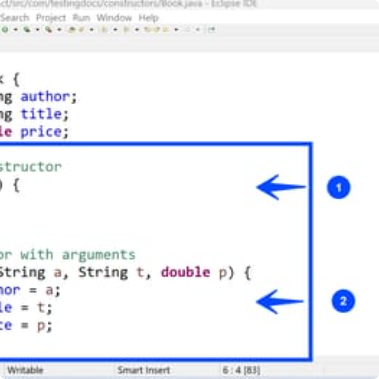 ct/src/com/testingdocs/constructors/Book.java - Eclipse IDE
Search Project Run Window Help
k {
ng author;
ng title;
le price;
structor
) {
1
or with arguments
String a, String t, double p) {
hor = a;
le = t;
2
ce = p;
Writable Smart Insert 6 : 4 [83]